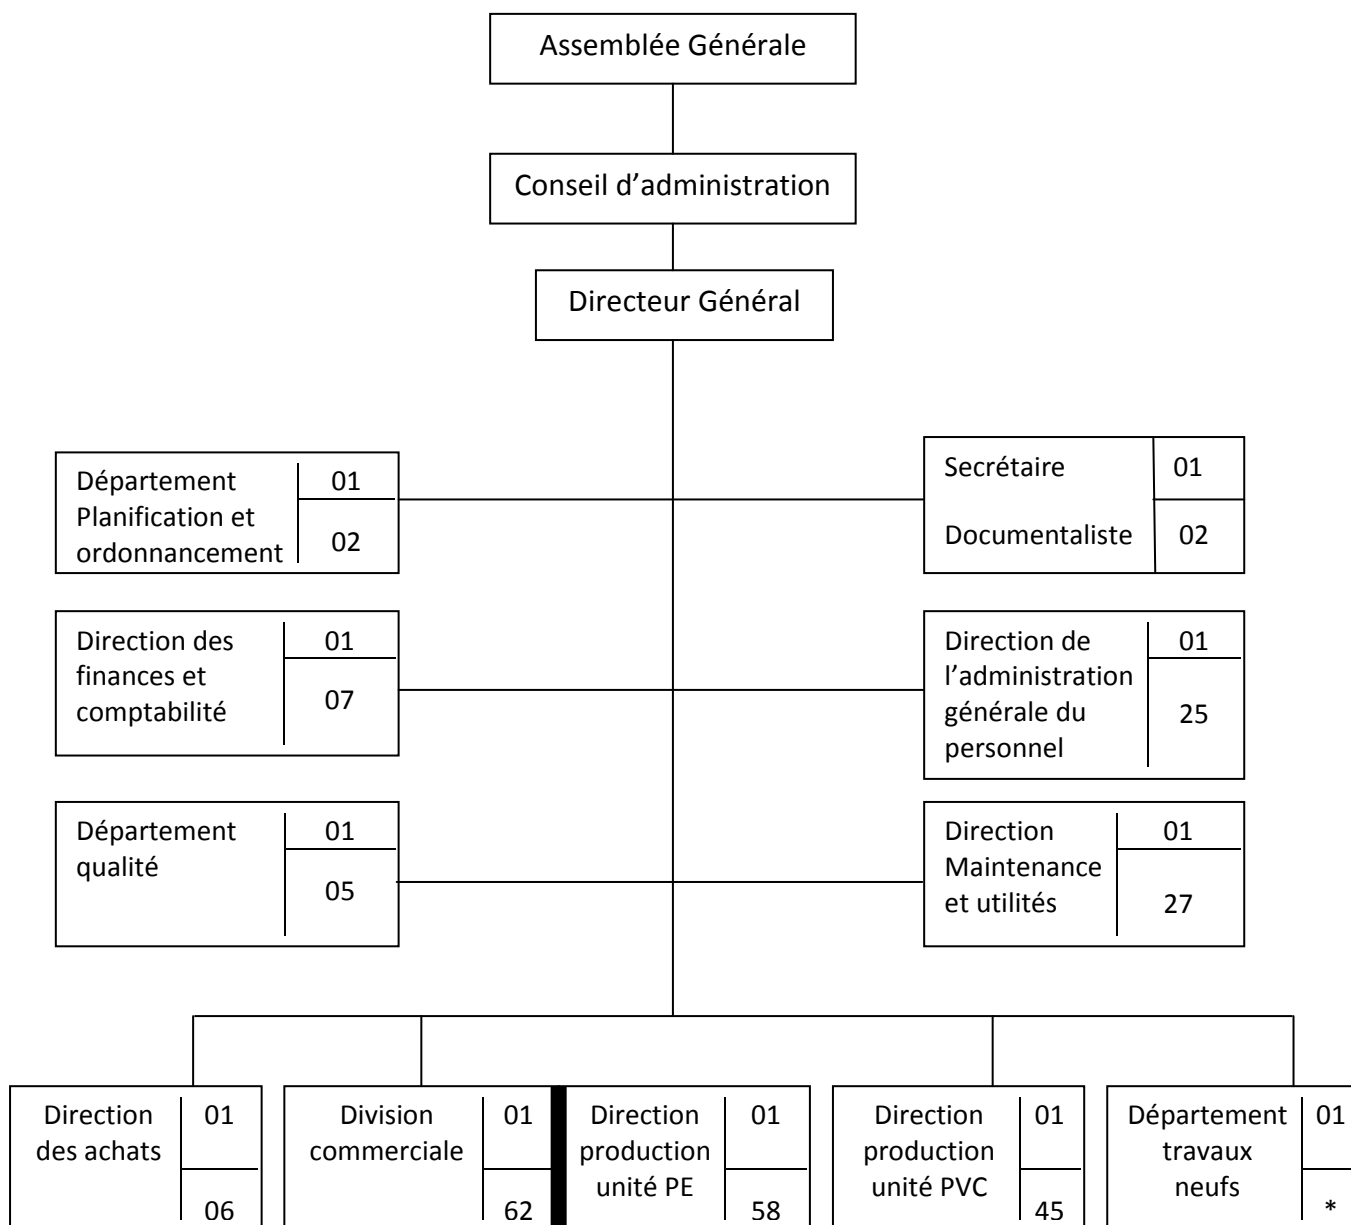 Assemblée Générale
Conseil d’administration
Directeur Général
Département
Planification et
ordonnancement
01
02
Secrétaire
01
Documentaliste
02
Direction des
finances et
comptabilité
01
07
Direction de
l’administration
générale du
personnel
01
25
Département
qualité
01
05
Direction
Maintenance
et utilités
01
27
Direction
des achats
01
06
Division
commerciale
01
62
Direction
production
unité PE
01
58
Direction
production
unité PVC
01
45
Département
travaux
neufs
01
*